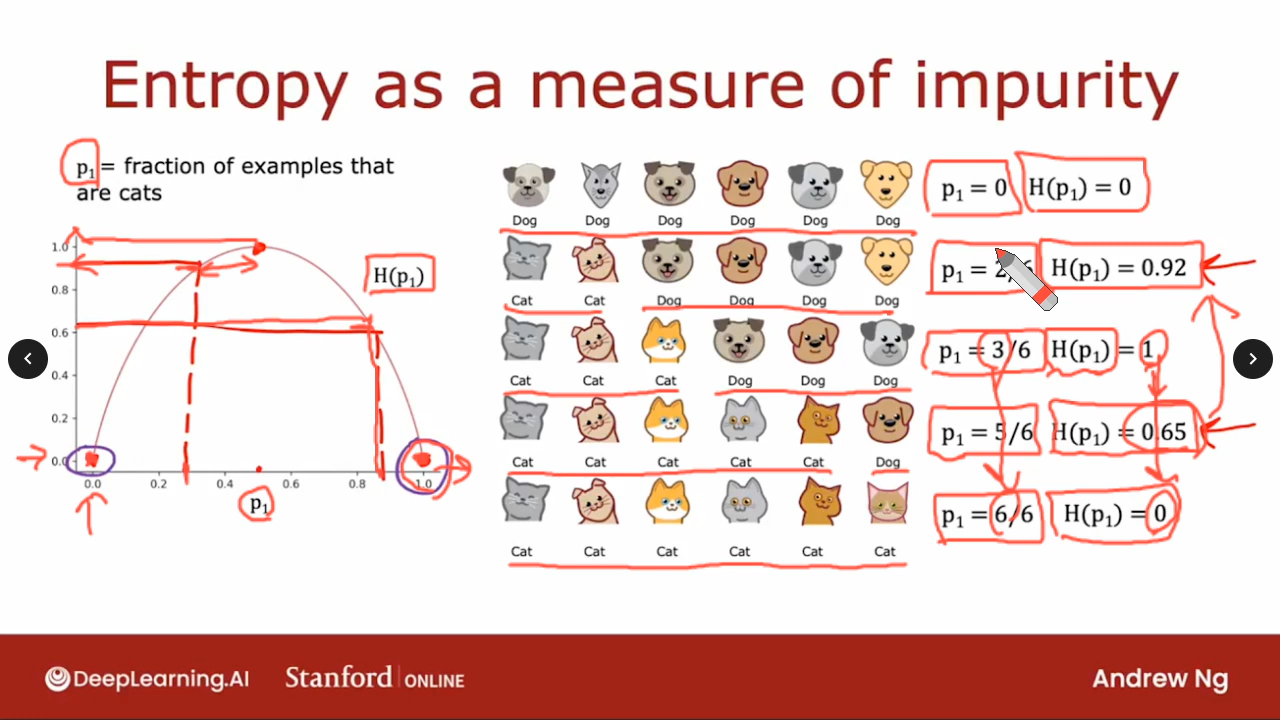 Entropy as a measure of impurity
p₁ = fraction of examples that
are cats
1.0
0.8
0.6
0.4
0.2
0.0
0.0 0.2 0.4 0.6 0.8 1.0
p₁
H(p₁)
Dog Dog Dog Dog Dog Dog
p₁ = 0 H(p₁) = 0
Cat Cat Dog Dog Dog Dog
p₁ = 2/6 H(p₁) = 0.92
Cat Cat Cat Dog Dog Dog
p₁ = 3/6 H(p₁) = 1
Cat Cat Cat Cat Cat Dog
p₁ = 5/6 H(p₁) = 0.65
Cat Cat Cat Cat Cat Cat
p₁ = 6/6 H(p₁) = 0
DeepLearning.AI Stanford | ONLINE Andrew Ng